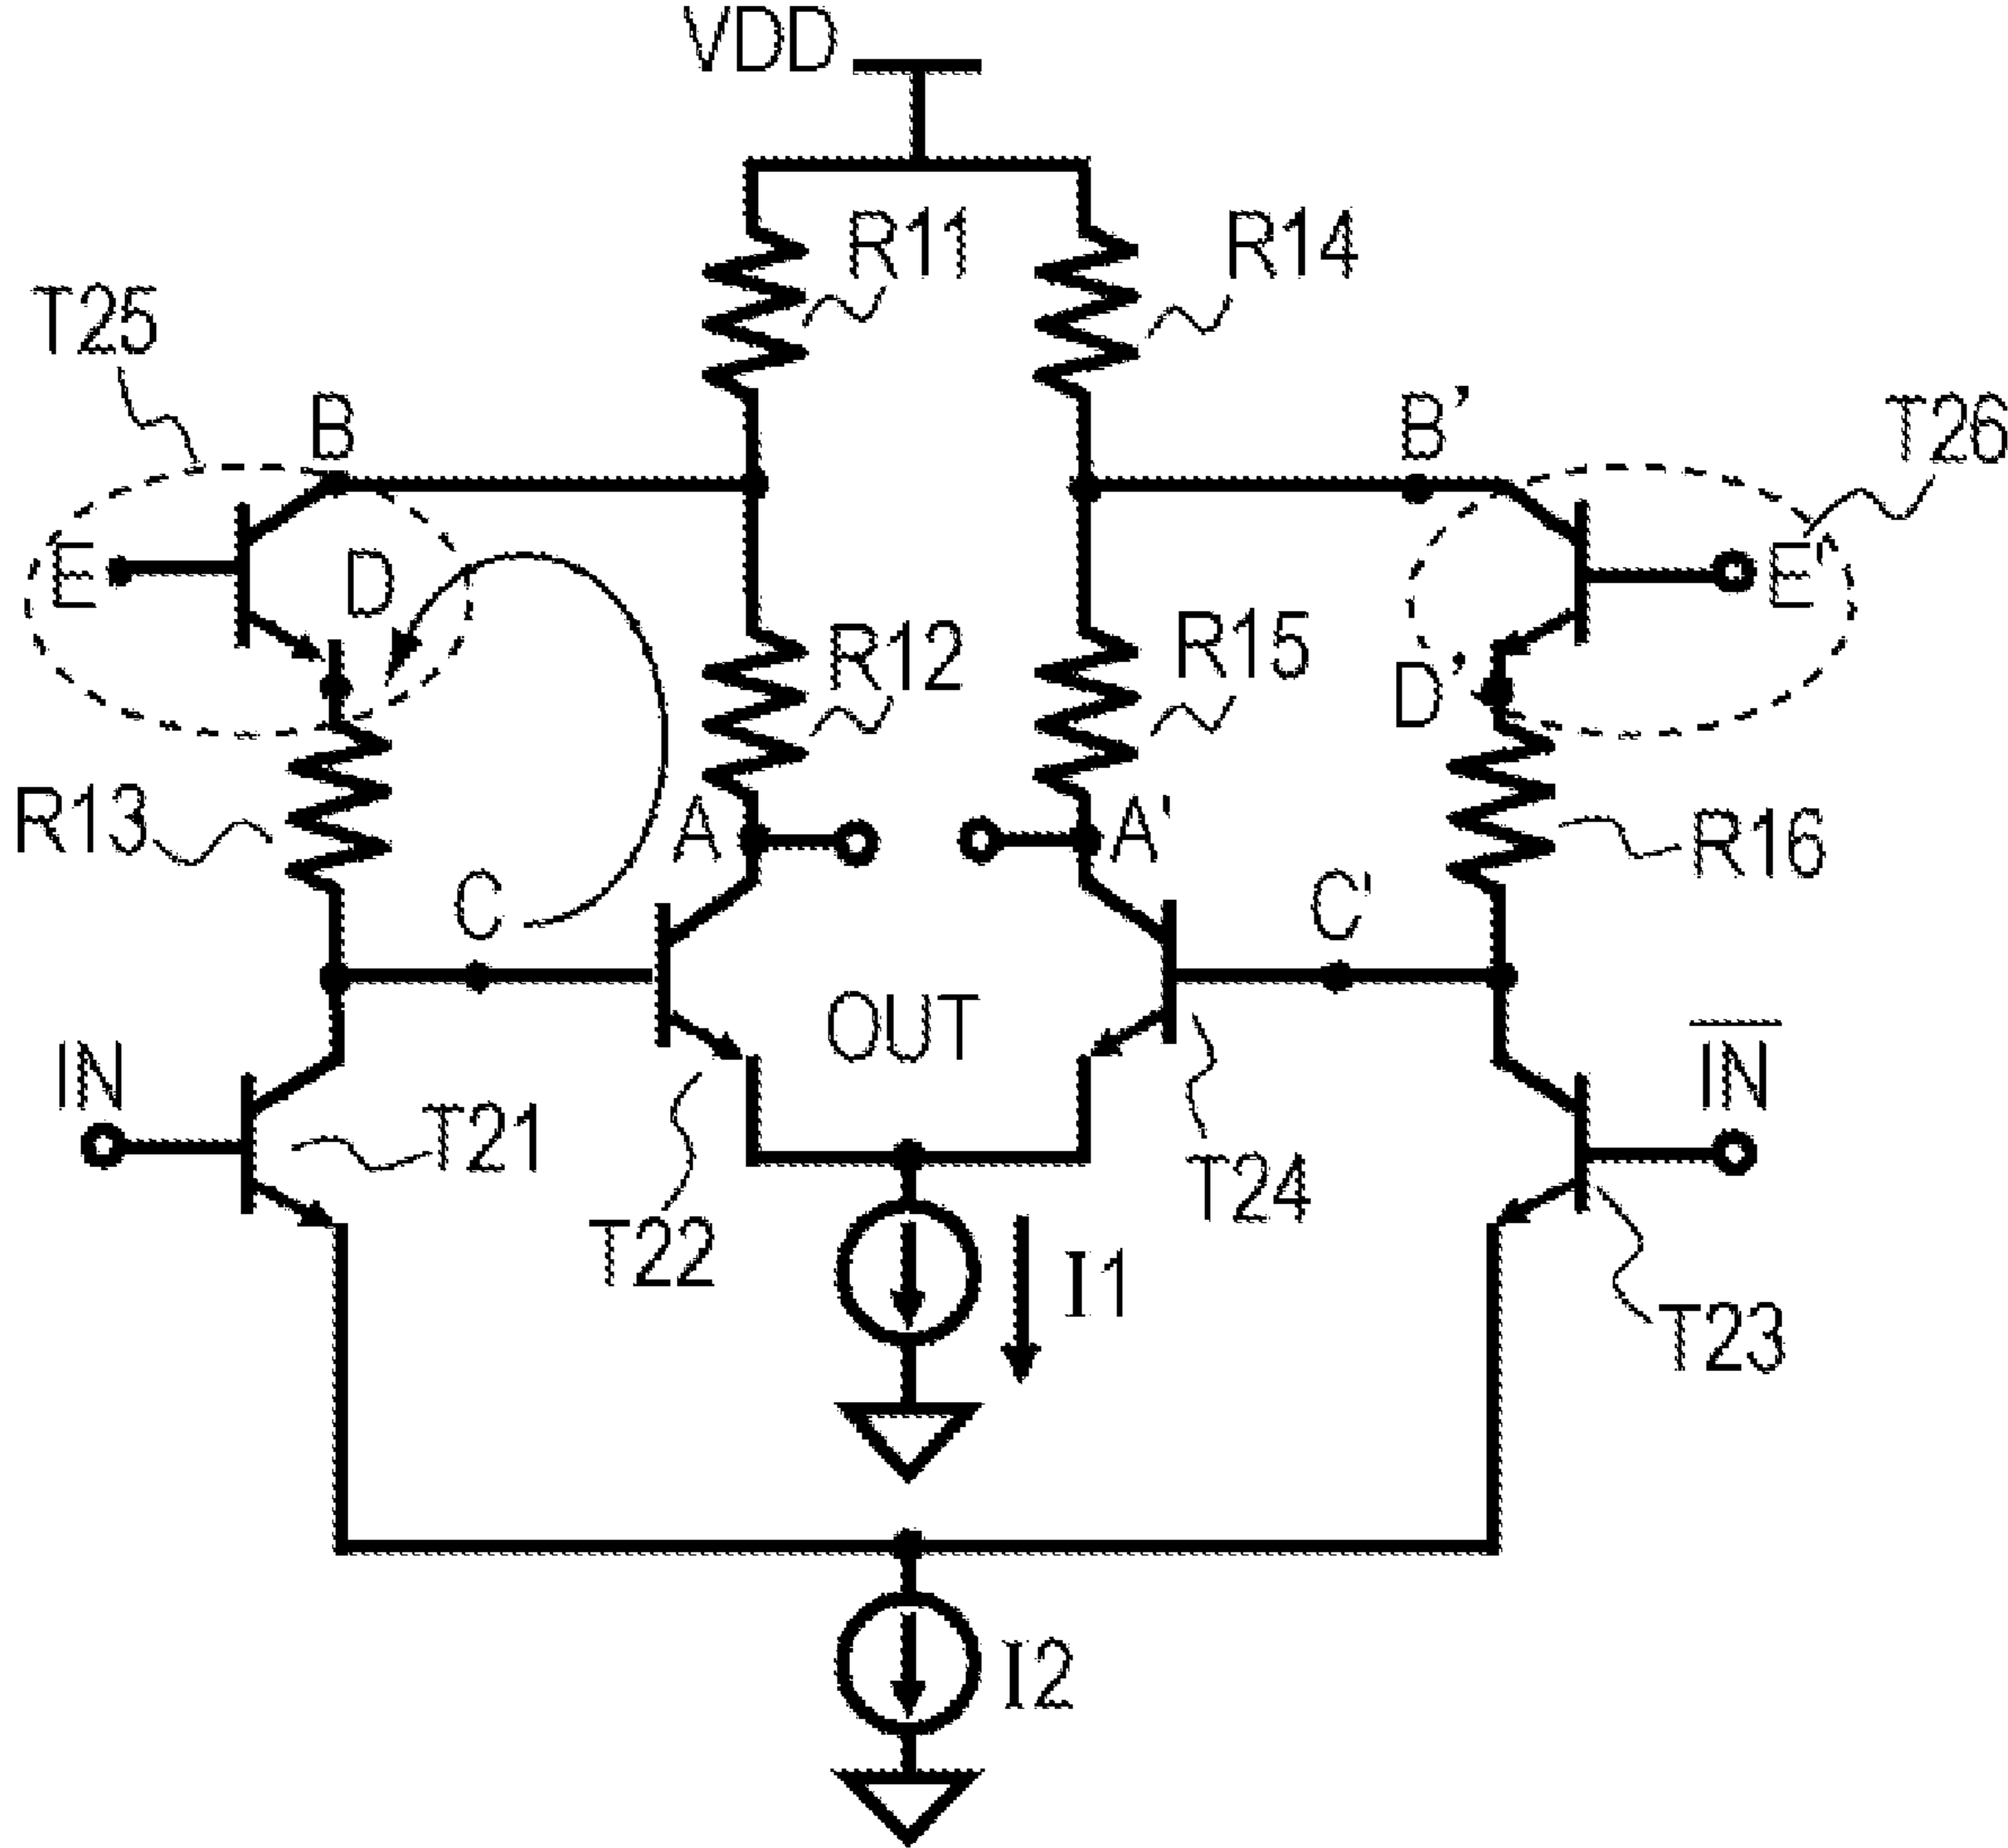 VDD
R11
R14
T25
B
B’
T26
E
D
E'
R12
R15
D’
R13
A
A'
R16
C
C'
OUT
IN
IN
T21
T22
T24
I1
T23
I2